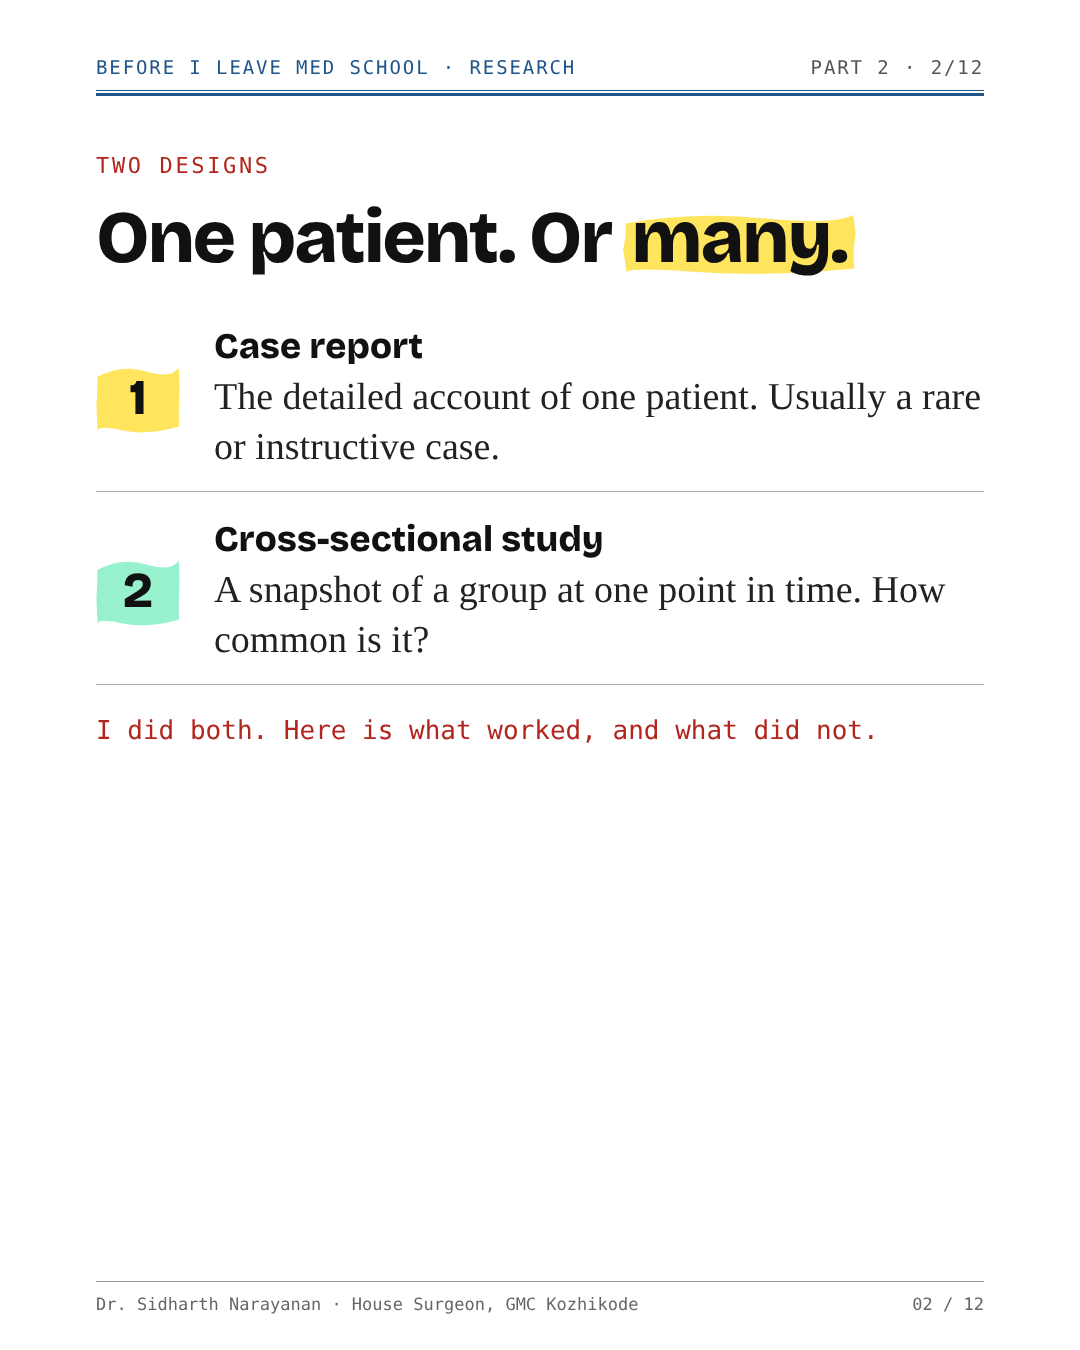 BEFORE I LEAVE MED SCHOOL · RESEARCH
PART 2 · 2/12
TWO DESIGNS
One patient. Or many.
1
Case report
The detailed account of one patient. Usually a rare
or instructive case.
2
Cross-sectional study
A snapshot of a group at one point in time. How
common is it?
I did both. Here is what worked, and what did not.
Dr. Sidharth Narayanan · House Surgeon, GMC Kozhikode
02 / 12